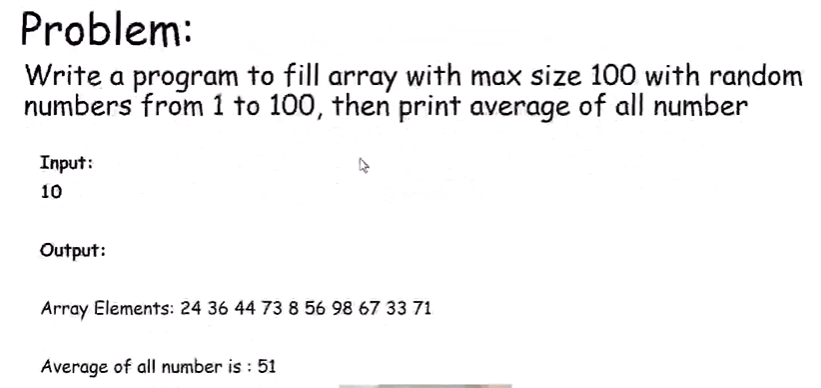 Problem:
Write a program to fill array with max size 100 with random
numbers from 1 to 100, then print average of all number
Input:
10
Output:
Array Elements: 24 36 44 73 8 56 98 67 33 71
Average of all number is : 51